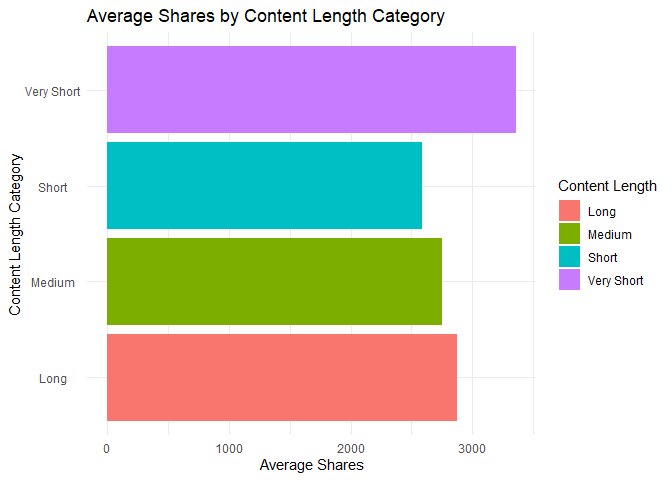 Average Shares by Content Length Category
Content Length Category
Very Short
Short
Medium
Long
0 1000 2000 3000
Average Shares
Content Length
Long
Medium
Short
Very Short